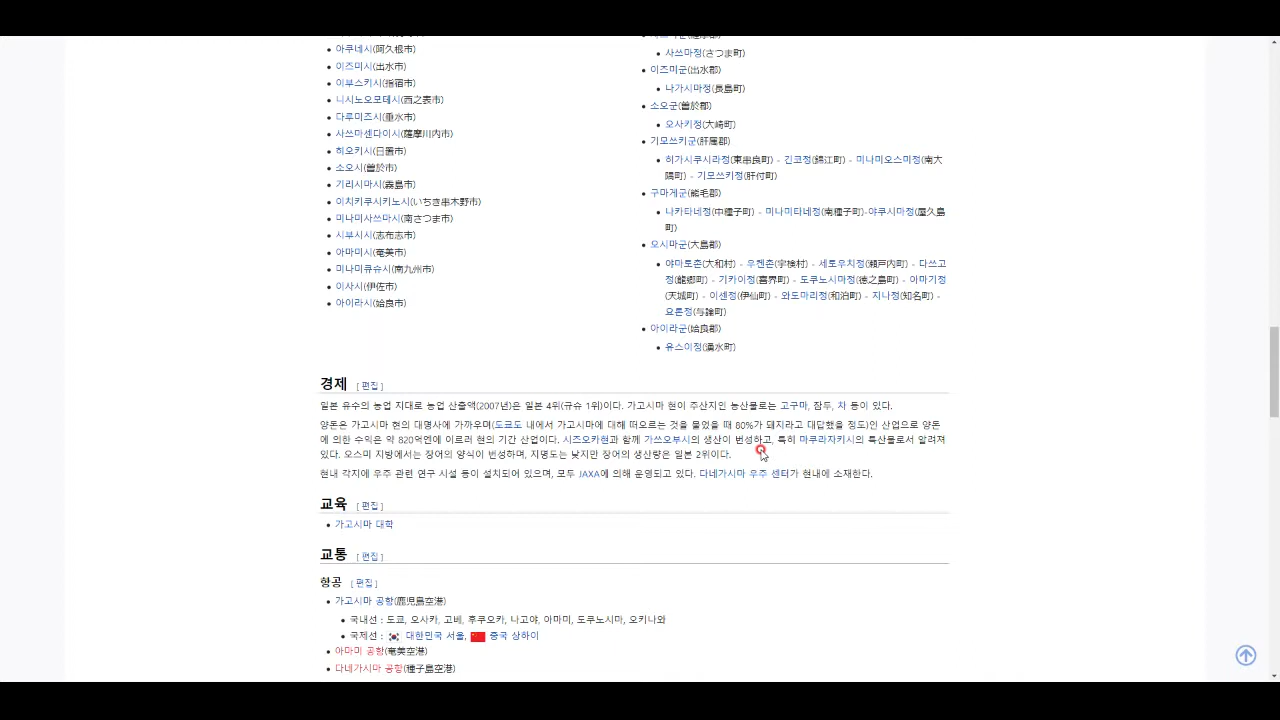 아쿠네시(阿久根市)
이즈미시(出水市)
이부스키시(指宿市)
니시노오모테시(西之表市)
다루미즈시(垂水市)
사쓰마센다이시(薩摩川内市)
히오키시(日置市)
소오시(曽於市)
기리시마시(霧島市)
이치키쿠시키노시(いちき串木野市)
미나미사쓰마시(南さつま市)
시부시시(志布志市)
아마미시(奄美市)
미나미큐슈시(南九州市)
이사시(伊佐市)
아이라시(姶良市)
사쓰마정(さつま町)
이즈미군(出水郡)
나가시마정(長島町)
소오군(曽於郡)
오사키정(大崎町)
기모쓰키군(肝属郡)
히가시쿠시라정(東串良町) - 긴코정(錦江町) - 미나미오스미정(南大
隅町) - 기모쓰키정(肝付町)
구마게군(熊毛郡)
나카타네정(中種子町) - 미나미타네정(南種子町)-야쿠시마정(屋久島
町)
오시마군(大島郡)
야마토촌(大和村) - 우켄촌(宇検村) - 세토우치정(瀬戸内町) - 다쓰고
정(龍郷町) - 기카이정(喜界町) - 도쿠노시마정(徳之島町) - 아마기정
(天城町) - 이센정(伊仙町) - 와도마리정(和泊町) - 지나정(知名町) -
요론정(与論町)
아이라군(姶良郡)
유스이정(湧水町)
경제 [ 편집 ]
일본 유수의 농업 지대로 농업 산출액(2007년)은 일본 4위(규슈 1위)이다. 가고시마 현이 주산지인 농산물로는 고구마, 잠두, 차 등이 있다.
양돈은 가고시마 현의 대명사에 가까우며(도쿄도 내에서 가고시마에 대해 떠오르는 것을 물었을 때 80%가 돼지라고 대답했을 정도)인 산업으로 양돈
에 의한 수익은 약 820억엔에 이르러 현의 기간 산업이다. 시즈오카현과 함께 가쓰오부시의 생산이 번성하고, 특히 마쿠라자키시의 특산물로서 알려져
있다. 오스미 지방에서는 장어의 양식이 번성하며, 지명도는 낮지만 장어의 생산량은 일본 2위이다.
현내 각지에 우주 관련 연구 시설 등이 설치되어 있으며, 모두 JAXA에 의해 운영되고 있다. 다네가시마 우주 센터가 현내에 소재한다.
교육 [ 편집 ]
가고시마 대학
교통 [ 편집 ]
항공 [ 편집 ]
가고시마 공항(鹿児島空港)
국내선 : 도쿄, 오사카, 고베, 후쿠오카, 나고야, 아마미, 도쿠노시마, 오키나와
국제선 : 대한민국 서울, 중국 상하이
아마미 공항(奄美空港)
다네가시마 공항(種子島空港)